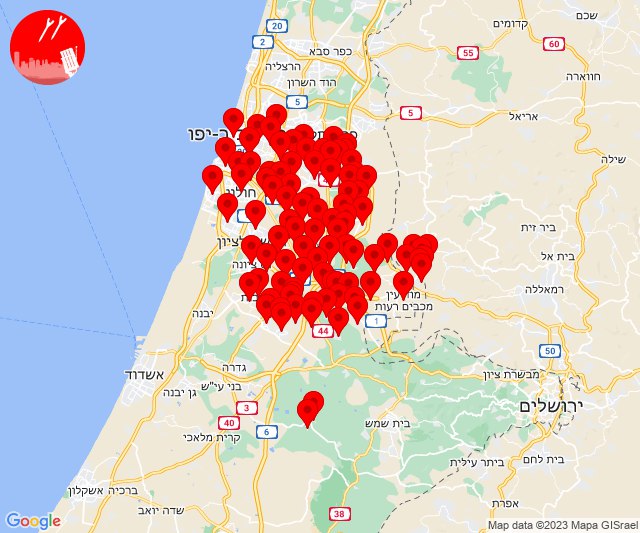 שכם
20
קדומים
2
60
כפר סבא
55
הרצליה
חווארה
הוד השרון
5
5
אריאל
שילה
חולון
ביר זית
בית אל
רמאללה
יבנה
מכבים רעות
1
44
50
מבשרת ציון
גדרה
אשדוד
בני עי"ש
גן יבנה
ירושלים
3
40
6
בית שמש
קרית מלאכי
בית לחם
ביתר עילית
ברכיה
אשקלון
שדה יואב
אפרת
38
Google
Map data ©2023 Mapa GISrael